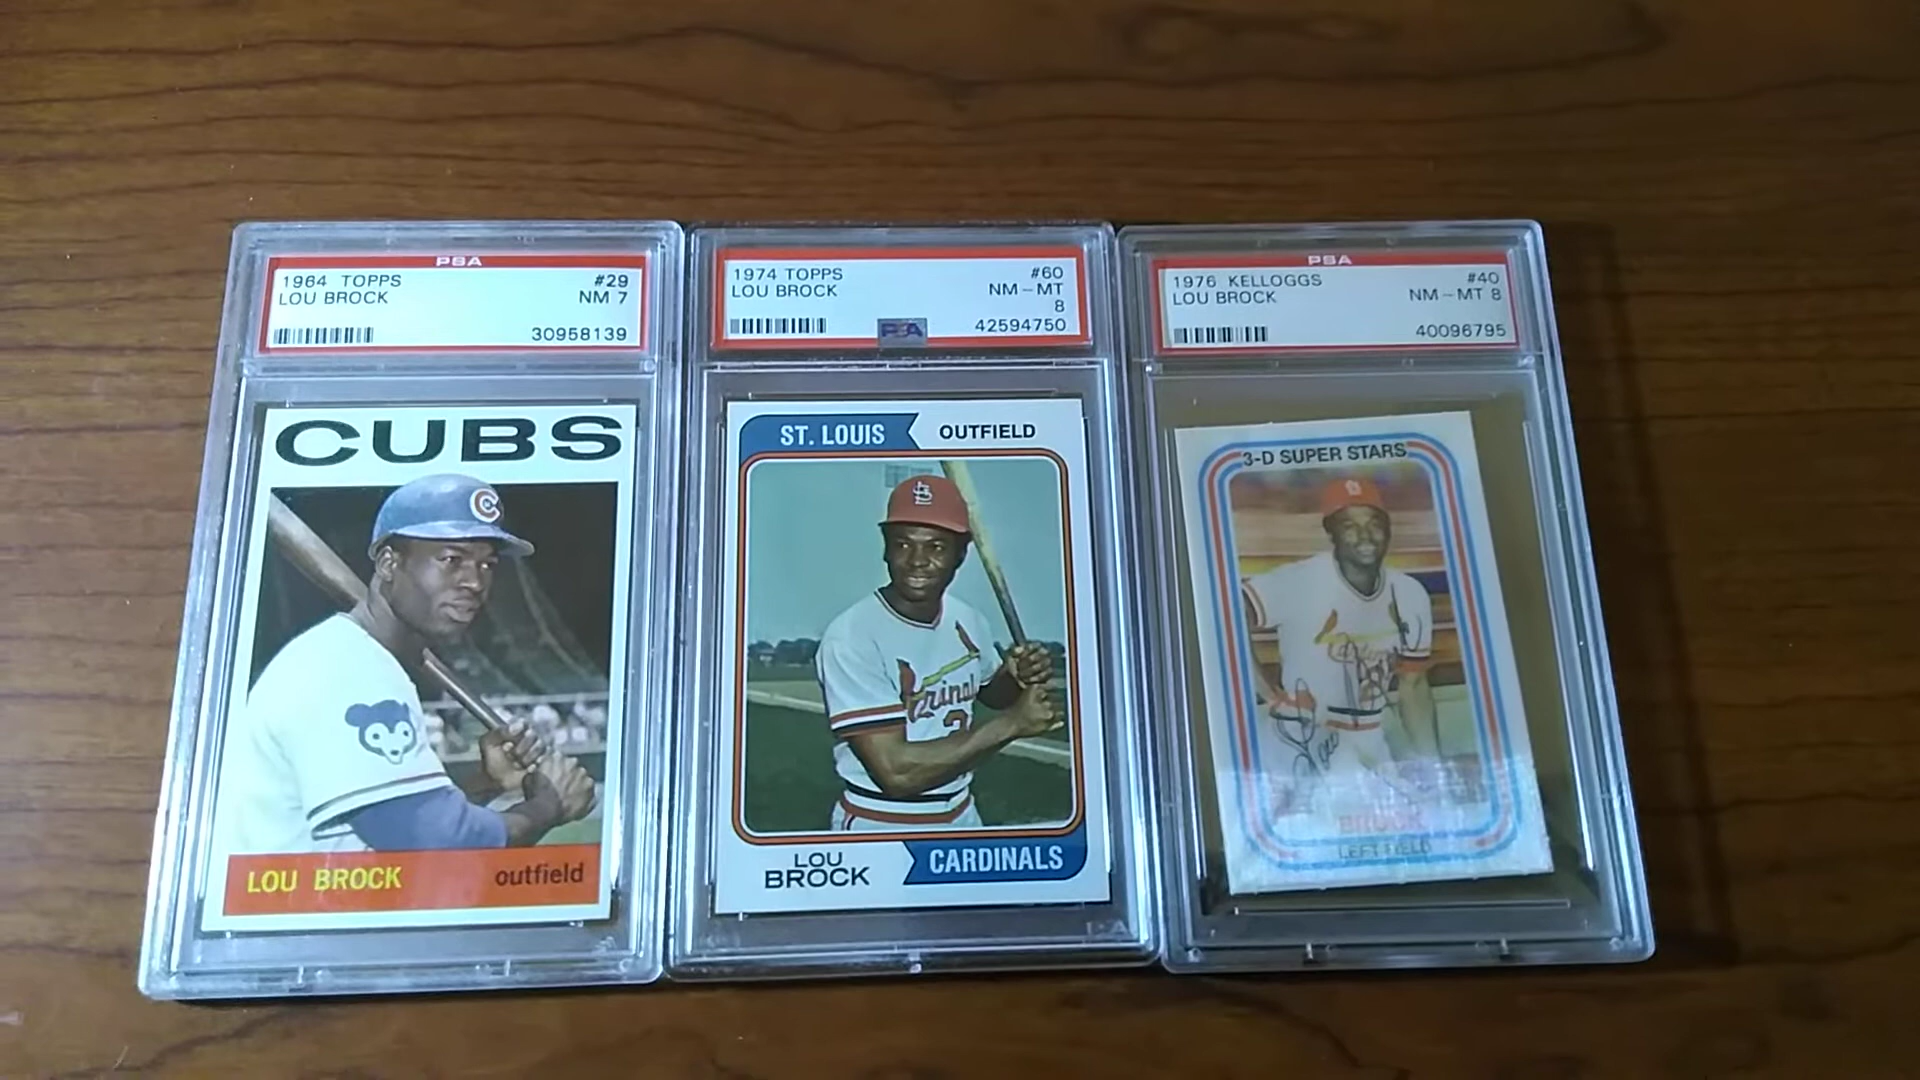 PSA
1964 TOPPS #29
LOU BROCK NM 7
30958139
CUBS
C
LOU BROCK outfield
1974 TOPPS #60
LOU BROCK NM-MT
8
PSA 42594750
ST. LOUIS OUTFIELD
LOU
BROCK
CARDINALS
PSA
1976 KELLOGGS #40
LOU BROCK NM-MT 8
40096795
3-D SUPER STARS
Lou Brock
BROCK
LEFT FIELD